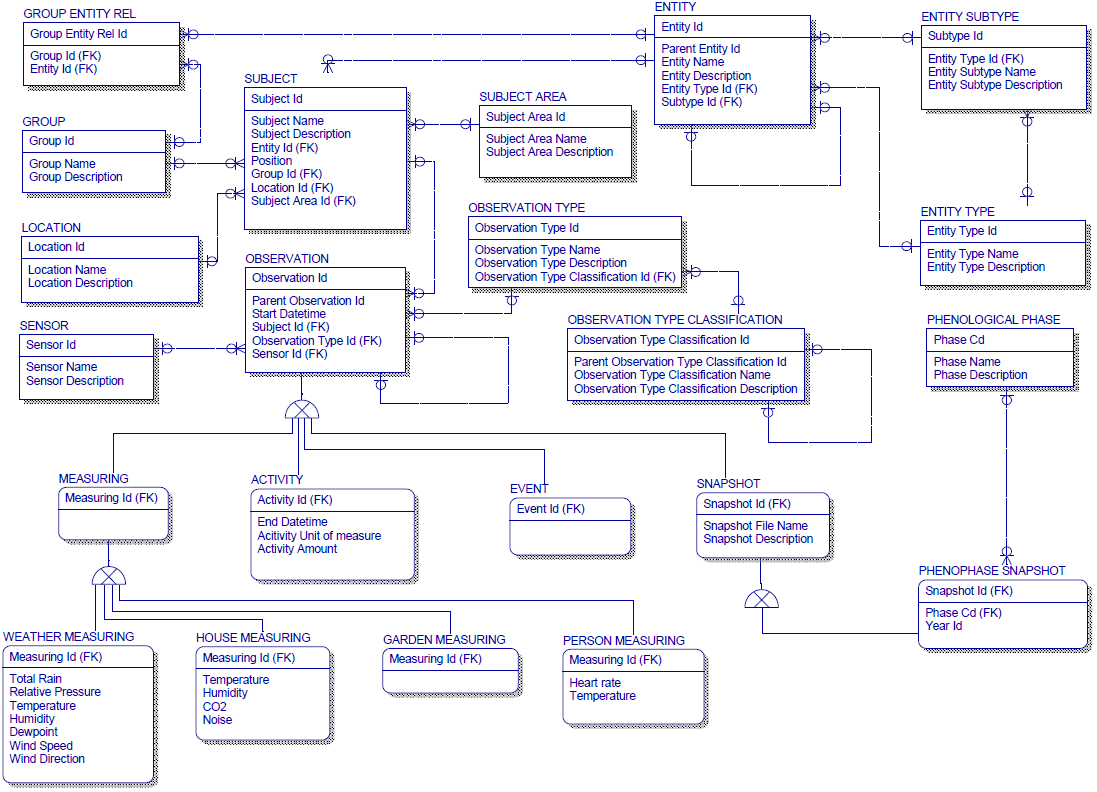 GROUP ENTITY REL
Group Entity Rel Id
Group Id (FK)
Entity Id (FK)
ENTITY
Entity Id
Parent Entity Id
Entity Name
Entity Description
Entity Type Id (FK)
Subtype Id (FK)
ENTITY SUBTYPE
Subtype Id
Entity Type Id (FK)
Entity Subtype Name
Entity Subtype Description
GROUP
Group Id
Group Name
Group Description
SUBJECT
Subject Id
Subject Name
Subject Description
Entity Id (FK)
Position
Group Id (FK)
Location Id (FK)
Subject Area Id (FK)
SUBJECT AREA
Subject Area Id
Subject Area Name
Subject Area Description
LOCATION
Location Id
Location Name
Location Description
OBSERVATION TYPE
Observation Type Id
Observation Type Name
Observation Type Description
Observation Type Classification Id (FK)
ENTITY TYPE
Entity Type Id
Entity Type Name
Entity Type Description
OBSERVATION
Observation Id
Parent Observation Id
Start Datetime
Subject Id (FK)
Observation Type Id (FK)
Sensor Id (FK)
SENSOR
Sensor Id
Sensor Name
Sensor Description
OBSERVATION TYPE CLASSIFICATION
Observation Type Classification Id
Parent Observation Type Classification Id
Observation Type Classification Name
Observation Type Classification Description
PHENOLOGICAL PHASE
Phase Cd
Phase Name
Phase Description
MEASURING
Measuring Id (FK)
ACTIVITY
Activity Id (FK)
End Datetime
Acitivity Unit of measure
Activity Amount
EVENT
Event Id (FK)
SNAPSHOT
Snapshot Id (FK)
Snapshot File Name
Snapshot Description
PHENOPHASE SNAPSHOT
Snapshot Id (FK)
Phase Cd (FK)
Year Id
WEATHER MEASURING
Measuring Id (FK)
Total Rain
Relative Pressure
Temperature
Humidity
Dewpoint
Wind Speed
Wind Direction
HOUSE MEASURING
Measuring Id (FK)
Temperature
Humidity
CO2
Noise
GARDEN MEASURING
Measuring Id (FK)
PERSON MEASURING
Measuring Id (FK)
Heart rate
Temperature